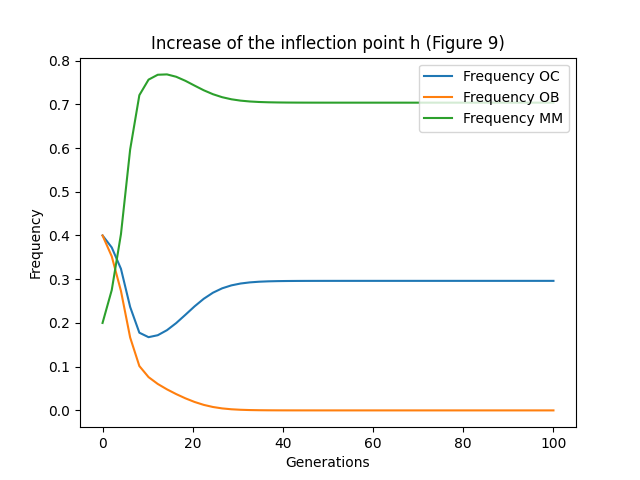 Increase of the inflection point h (Figure 9)
Frequency OC
Frequency OB
Frequency MM
0.8
0.7
0.6
0.5
0.4
0.3
0.2
0.1
0.0
Frequency
0 20 40 60 80 100
Generations